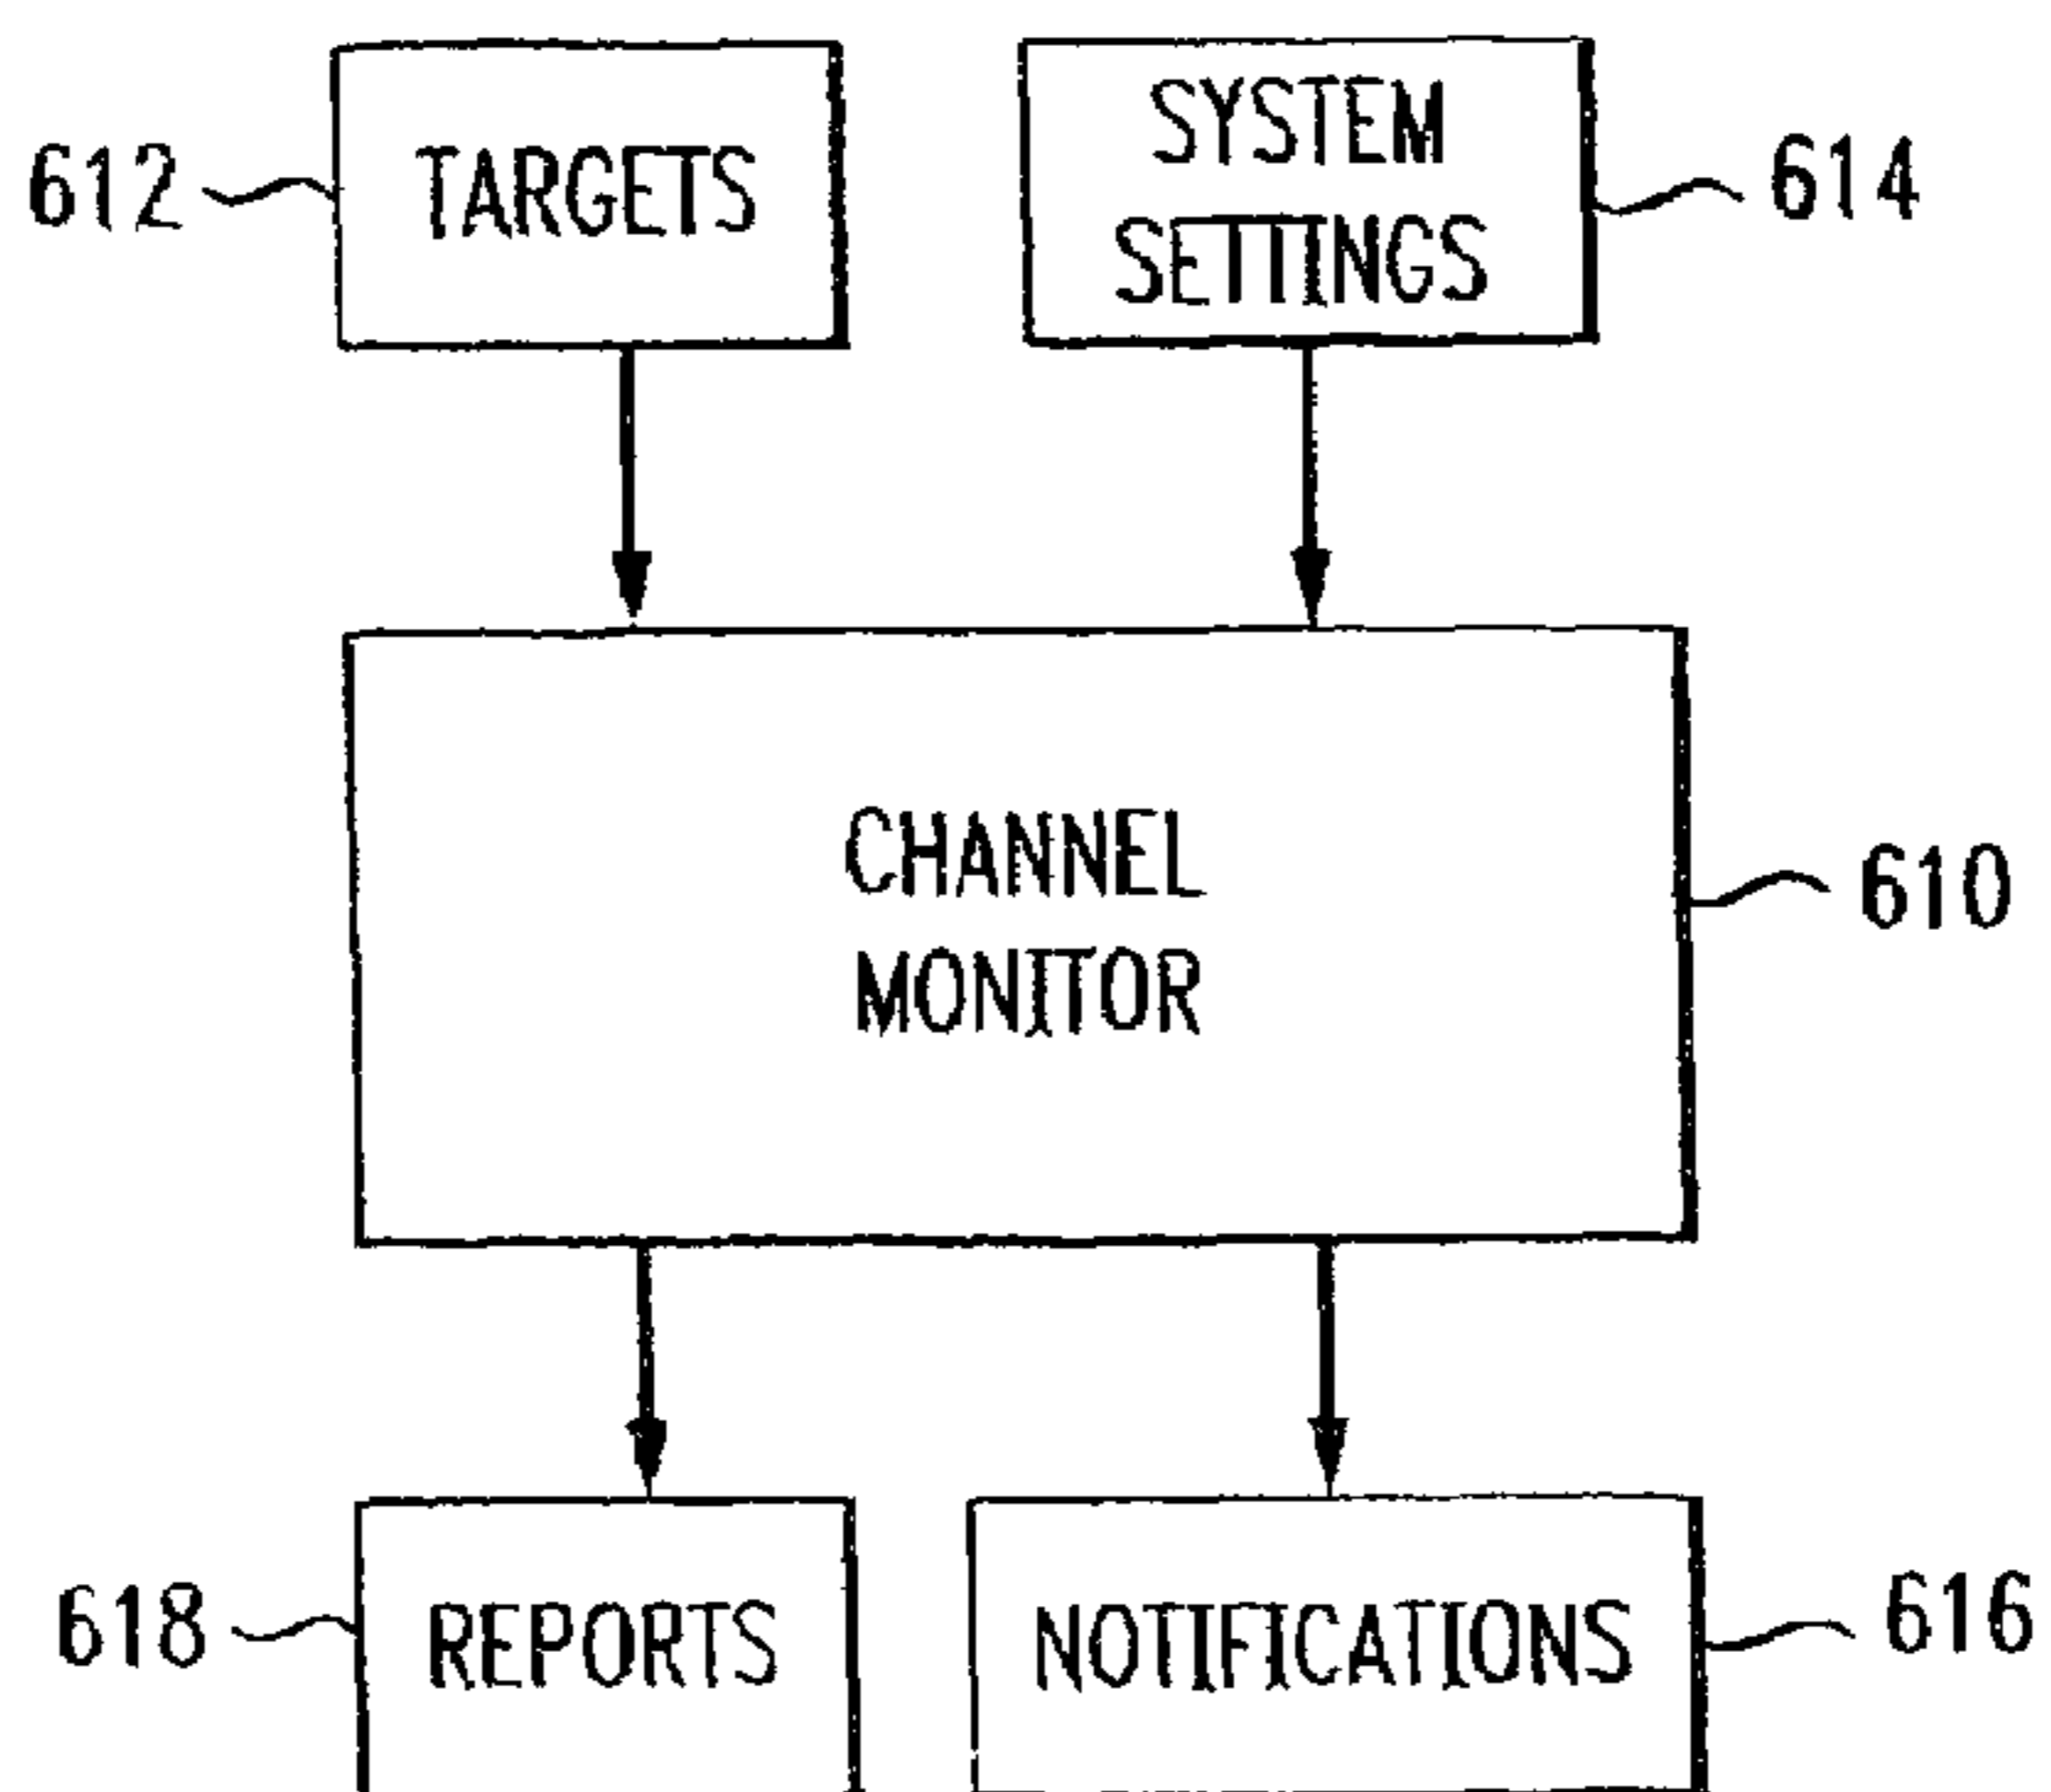 612
TARGETS
SYSTEM
SETTINGS
614
CHANNEL
MONITOR
610
618
REPORTS
NOTIFICATIONS
616